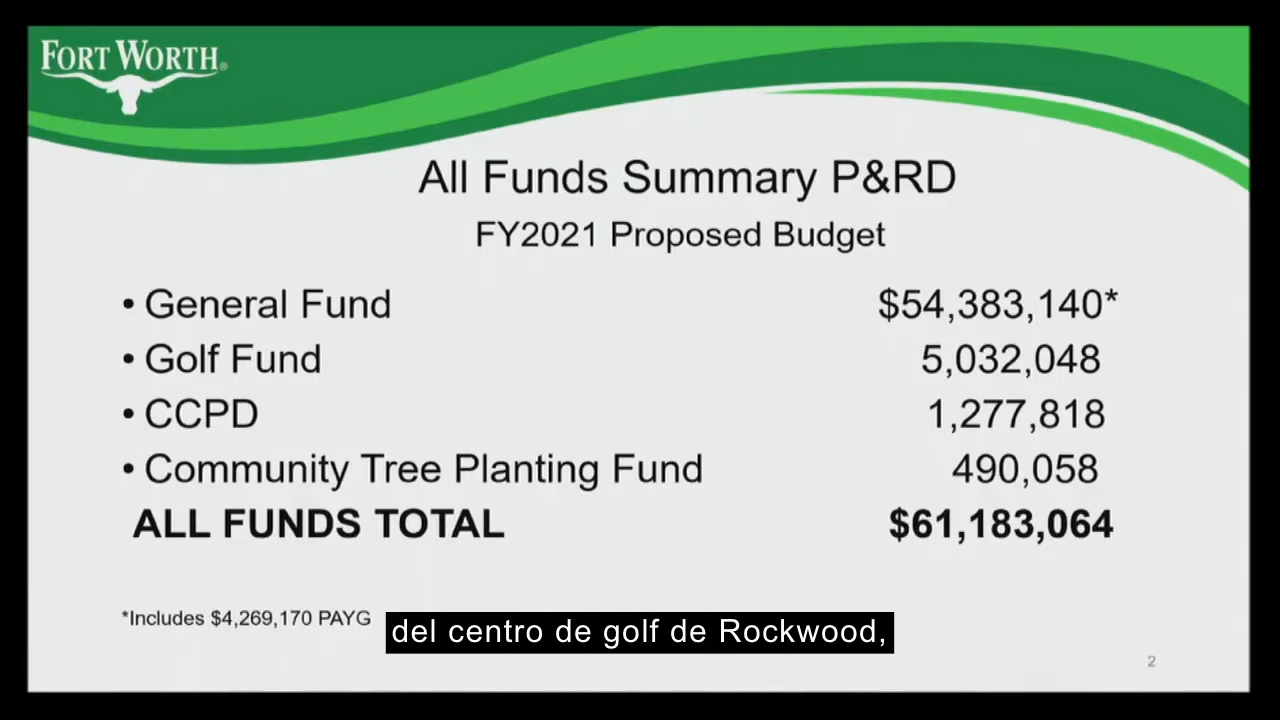 FORT WORTH®
All Funds Summary P&RD
FY2021 Proposed Budget
• General Fund $54,383,140*
• Golf Fund 5,032,048
• CCPD 1,277,818
• Community Tree Planting Fund 490,058
ALL FUNDS TOTAL $61,183,064
*Includes $4,269,170 PAYG
del centro de golf de Rockwood,
2